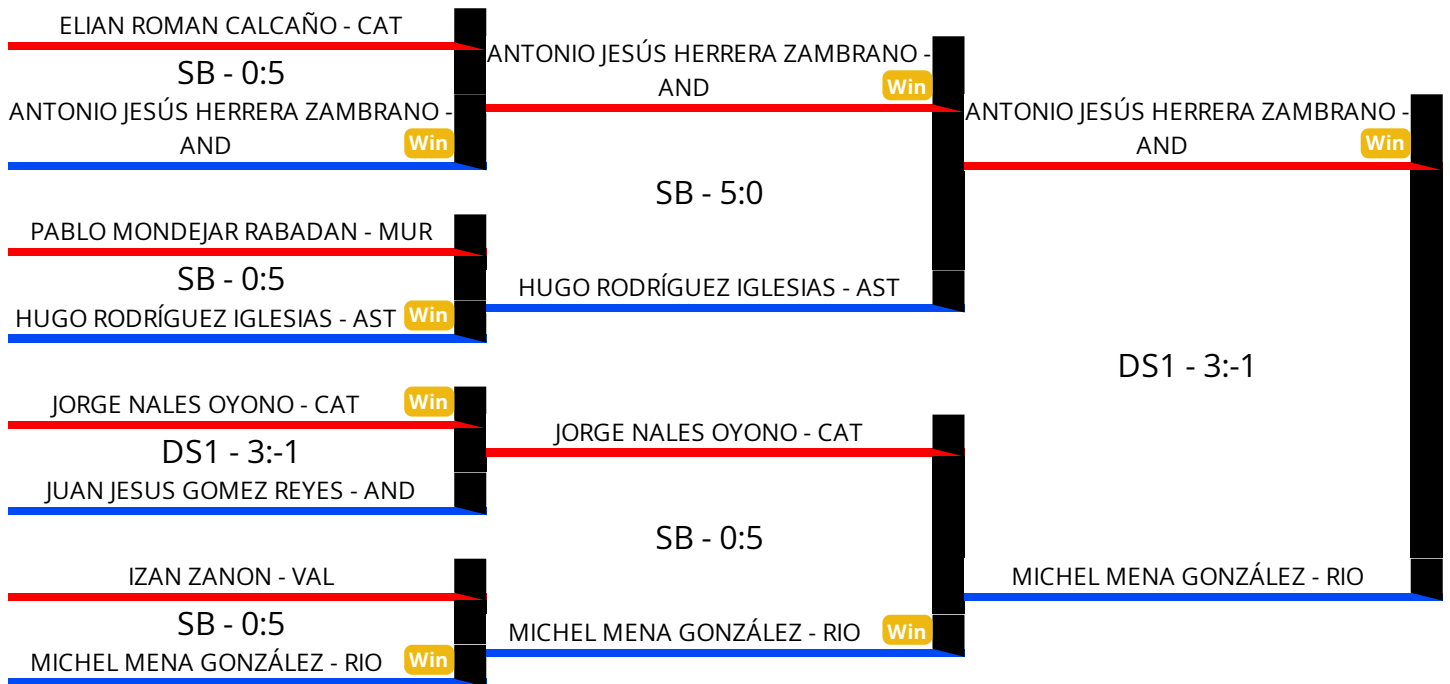 ELIAN ROMAN CALCAÑO - CAT
SB - 0:5
ANTONIO JESÚS HERRERA ZAMBRANO -
AND
Win
PABLO MONDEJAR RABADAN - MUR
SB - 0:5
HUGO RODRÍGUEZ IGLESIAS - AST
Win
JORGE NALES OYONO - CAT
Win
DS1 - 3:-1
JUAN JESUS GOMEZ REYES - AND
IZAN ZANON - VAL
SB - 0:5
MICHEL MENA GONZÁLEZ - RIO
Win
ANTONIO JESÚS HERRERA ZAMBRANO -
AND
Win
SB - 5:0
HUGO RODRÍGUEZ IGLESIAS - AST
JORGE NALES OYONO - CAT
SB - 0:5
MICHEL MENA GONZÁLEZ - RIO
Win
ANTONIO JESÚS HERRERA ZAMBRANO -
AND
Win
DS1 - 3:-1
MICHEL MENA GONZÁLEZ - RIO